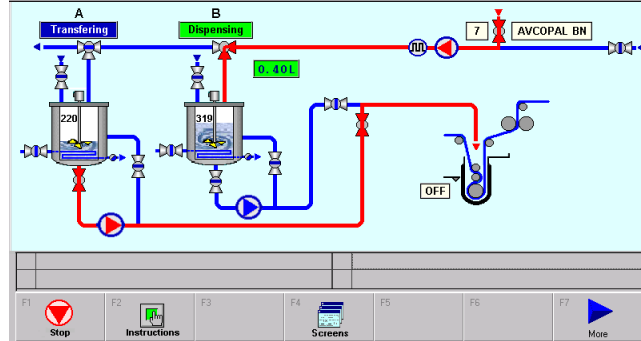 A
B
Transfering
Dispensing
7
AVCOPAL BN
0.40L
220
319
OFF
F1
Stop
F2
Instructions
F3
F4
Screens
F5
F6
F7
More